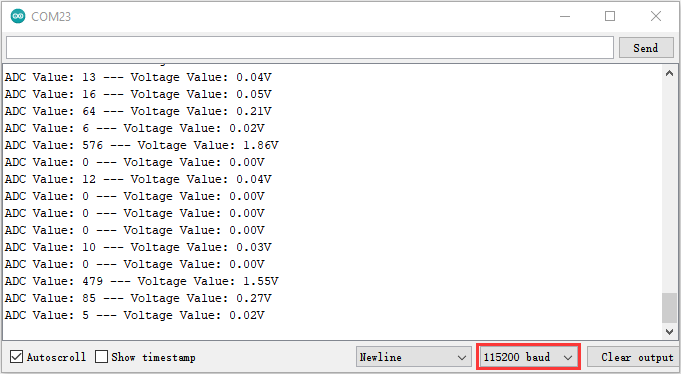 COM23
Send
ADC Value: 13 --- Voltage Value: 0.04V
ADC Value: 16 --- Voltage Value: 0.05V
ADC Value: 64 --- Voltage Value: 0.21V
ADC Value: 6 --- Voltage Value: 0.02V
ADC Value: 576 --- Voltage Value: 1.86V
ADC Value: 0 --- Voltage Value: 0.00V
ADC Value: 12 --- Voltage Value: 0.04V
ADC Value: 0 --- Voltage Value: 0.00V
ADC Value: 0 --- Voltage Value: 0.00V
ADC Value: 0 --- Voltage Value: 0.00V
ADC Value: 10 --- Voltage Value: 0.03V
ADC Value: 0 --- Voltage Value: 0.00V
ADC Value: 479 --- Voltage Value: 1.55V
ADC Value: 85 --- Voltage Value: 0.27V
ADC Value: 5 --- Voltage Value: 0.02V
Autoscroll Show timestamp Newline 115200 baud Clear output